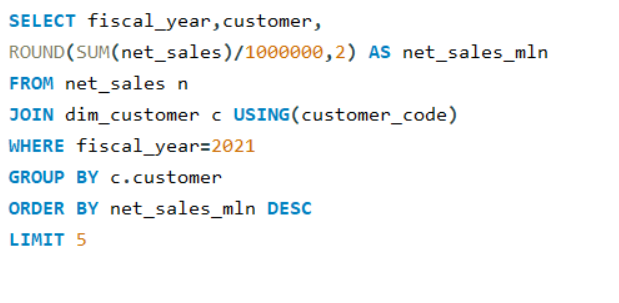 SELECT fiscal_year,customer,
ROUND(SUM(net_sales)/1000000,2) AS net_sales_mln
FROM net_sales n
JOIN dim_customer c USING(customer_code)
WHERE fiscal_year=2021
GROUP BY c.customer
ORDER BY net_sales_mln DESC
LIMIT 5